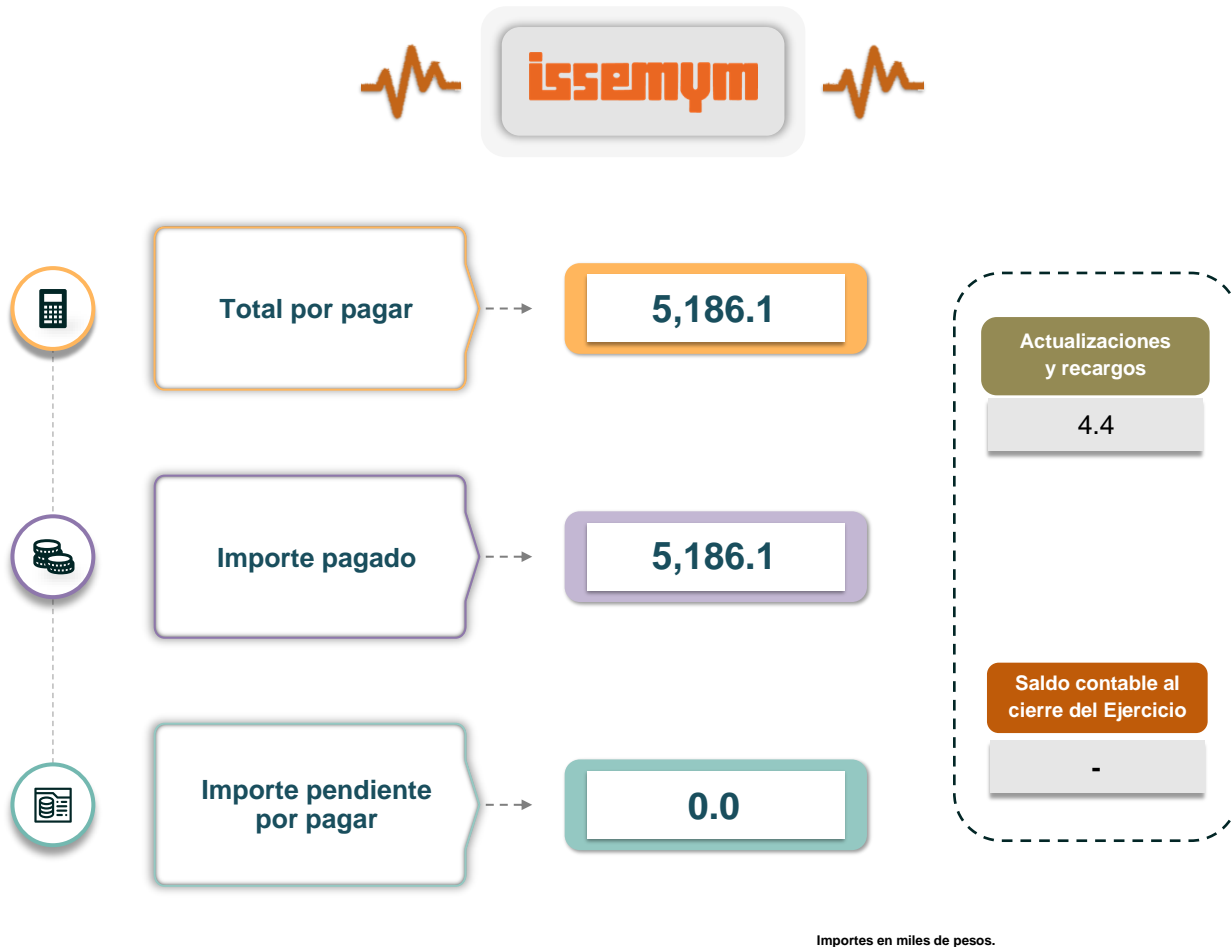 issemym
Total por pagar
5,186.1
Actualizaciones
y recargos
4.4
Importe pagado
5,186.1
Saldo contable al
cierre del Ejercicio
-
Importe pendiente
por pagar
0.0
Importes en miles de pesos.